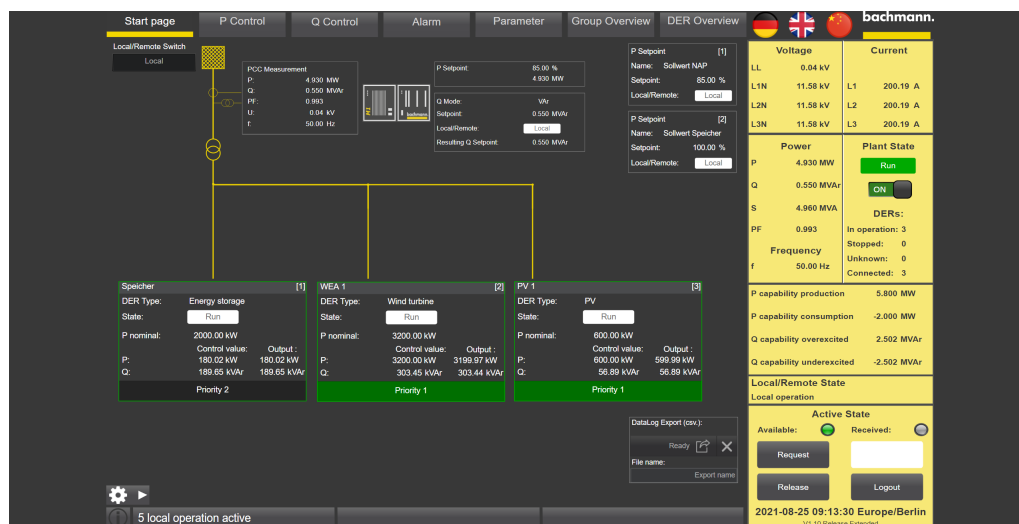 Start page P Control Q Control Alarm Parameter Group Overview DER Overview bachmann.
Local/Remote Switch
Local
PCC Measurement
P: 4.930 MW
Q: 0.550 MVAr
PF: 0.993
U: 0.04 kV
f: 50.00 Hz
M1
bachmann
P Setpoint: 85.00 %
4.930 MW
Q Mode: VAr
Setpoint: 0.550 MVAr
Local/Remote: Local
Resulting Q Setpoint: 0.550 MVAr
P Setpoint [1]
Name: Sollwert NAP
Setpoint: 85.00 %
Local/Remote: Local
P Setpoint [2]
Name: Sollwert Speicher
Setpoint: 100.00 %
Local/Remote: Local
Voltage Current
LL 0.04 kV
L1N 11.58 kV L1 200.19 A
L2N 11.58 kV L2 200.19 A
L3N 11.58 kV L3 200.19 A
Power
P 4.930 MW
Q 0.550 MVAr
S 4.960 MVA
PF 0.993
Frequency
f 50.00 Hz
Plant State
Run
ON
DERs:
In operation: 3
Stopped: 0
Unknown: 0
Connected: 3
Speicher [1]
DER Type: Energy storage
State: Run
P nominal: 2000.00 kW
Control value: Output :
P: 180.02 kW 180.02 kW
Q: 189.65 kVAr 189.65 kVAr
Priority 2
WEA 1 [2]
DER Type: Wind turbine
State: Run
P nominal: 3200.00 kW
Control value: Output :
P: 3200.00 kW 3199.97 kW
Q: 303.45 kVAr 303.44 kVAr
Priority 1
PV 1 [3]
DER Type: PV
State: Run
P nominal: 600.00 kW
Control value: Output :
P: 600.00 kW 599.99 kW
Q: 56.89 kVAr 56.89 kVAr
Priority 1
P capability production 5.800 MW
P capability consumption -2.000 MW
Q capability overexcited 2.502 MVAr
Q capability underexcited -2.502 MVAr
Local/Remote State
Local operation
Active State
Available: Received:
Request
Release Logout
DataLog Export (csv.):
Ready
File name:
Export name
5 local operation active
2021-08-25 09:13:30 Europe/Berlin
V1.10 Release Extended